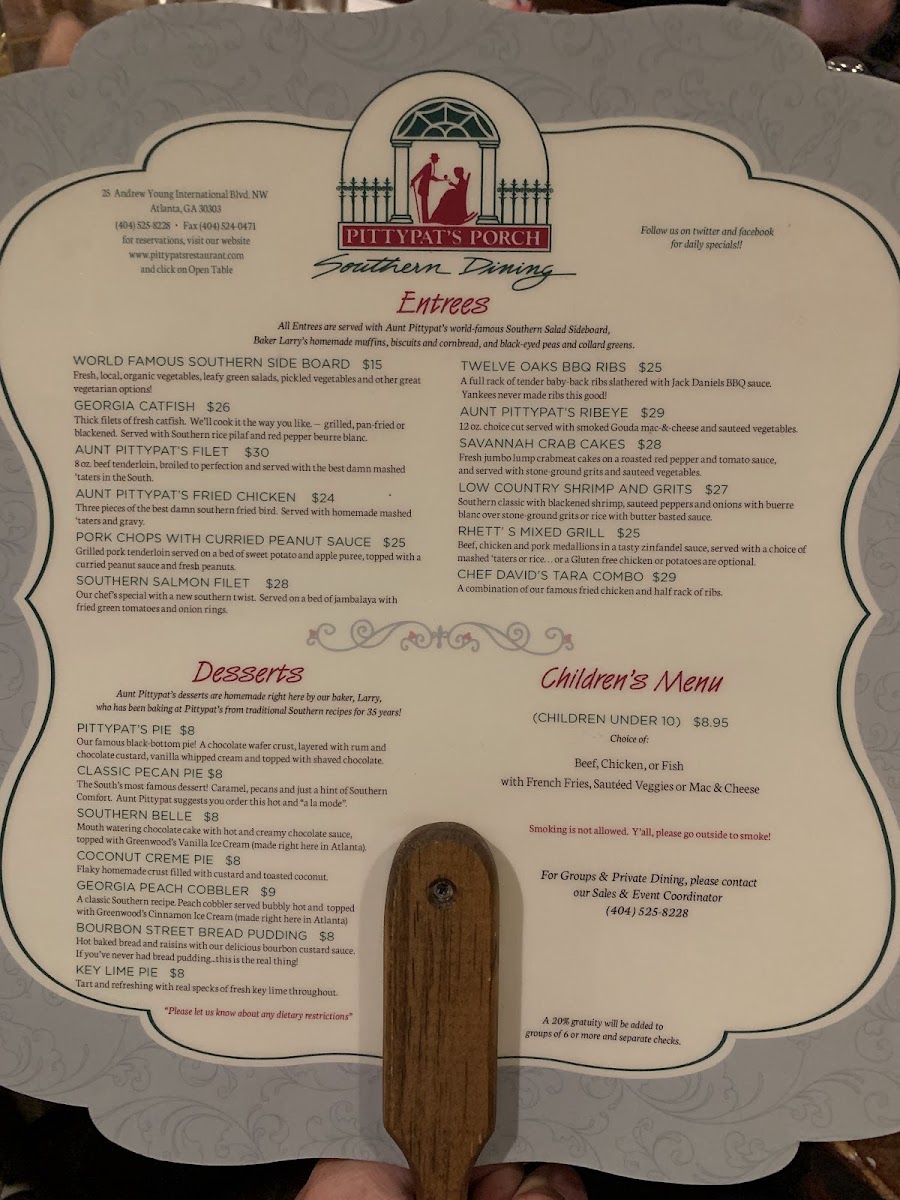 25 Andrew Young International Blvd. NW
Atlanta, GA 30303
(404) 525-8228 • Fax (404) 524-0471
for reservations, visit our website
www.pittypatsrestaurant.com
and click on Open Table
PITTYPAT'S PORCH
Southern Dining
Follow us on twitter and facebook
for daily specials!!
Entrees
All Entrees are served with Aunt Pittypat's world-famous Southern Salad Sideboard,
Baker Larry's homemade muffins, biscuits and cornbread, and black-eyed peas and collard greens.
WORLD FAMOUS SOUTHERN SIDE BOARD $15
Fresh, local, organic vegetables, leafy green salads, pickled vegetables and other great
vegetarian options!
GEORGIA CATFISH $26
Thick filets of fresh catfish. We'll cook it the way you like. — grilled, pan-fried or
blackened. Served with Southern rice pilaf and red pepper beurre blanc.
AUNT PITTYPAT'S FILET $30
8 oz. beef tenderloin, broiled to perfection and served with the best damn mashed
'taters in the South.
AUNT PITTYPAT'S FRIED CHICKEN $24
Three pieces of the best damn southern fried bird. Served with homemade mashed
'taters and gravy.
PORK CHOPS WITH CURRIED PEANUT SAUCE $25
Grilled pork tenderloin served on a bed of sweet potato and apple puree, topped with a
curried peanut sauce and fresh peanuts.
SOUTHERN SALMON FILET $28
Our chef's special with a new southern twist. Served on a bed of jambalaya with
fried green tomatoes and onion rings.
TWELVE OAKS BBQ RIBS $25
A full rack of tender baby-back ribs slathered with Jack Daniels BBQ sauce.
Yankees never made ribs this good!
AUNT PITTYPAT'S RIBEYE $29
12 oz. choice cut served with smoked Gouda mac-&-cheese and sauteed vegetables.
SAVANNAH CRAB CAKES $28
Fresh jumbo lump crabmeat cakes on a roasted red pepper and tomato sauce,
and served with stone-ground grits and sauteed vegetables.
LOW COUNTRY SHRIMP AND GRITS $27
Southern classic with blackened shrimp, sauteed peppers and onions with buerre
blanc over stone-ground grits or rice with butter basted sauce.
RHETT' S MIXED GRILL $25
Beef, chicken and pork medallions in a tasty zinfandel sauce, served with a choice of
mashed 'taters or rice... or a Gluten free chicken or potatoes are optional.
CHEF DAVID'S TARA COMBO $29
A combination of our famous fried chicken and half rack of ribs.
Desserts
Aunt Pittypat's desserts are homemade right here by our baker, Larry,
who has been baking at Pittypat's from traditional Southern recipes for 35 years!
PITTYPAT'S PIE $8
Our famous black-bottom pie! A chocolate wafer crust, layered with rum and
chocolate custard, vanilla whipped cream and topped with shaved chocolate.
CLASSIC PECAN PIE $8
The South's most famous dessert! Caramel, pecans and just a hint of Southern
Comfort. Aunt Pittypat suggests you order this hot and "a la mode".
SOUTHERN BELLE $8
Mouth watering chocolate cake with hot and creamy chocolate sauce,
topped with Greenwood's Vanilla Ice Cream (made right here in Atlanta).
COCONUT CREME PIE $8
Flaky homemade crust filled with custard and toasted coconut.
GEORGIA PEACH COBBLER $9
A classic Southern recipe. Peach cobbler served bubbly hot and topped
with Greenwood's Cinnamon Ice Cream (made right here in Atlanta)
BOURBON STREET BREAD PUDDING $8
Hot baked bread and raisins with our delicious bourbon custard sauce.
If you've never had bread pudding...this is the real thing!
KEY LIME PIE $8
Tart and refreshing with real specks of fresh key lime throughout.
"Please let us know about any dietary restrictions"
Children's Menu
(CHILDREN UNDER 10) $8.95
Choice of:
Beef, Chicken, or Fish
with French Fries, Sautéed Veggies or Mac & Cheese
Smoking is not allowed. Y'all, please go outside to smoke!
For Groups & Private Dining, please contact
our Sales & Event Coordinator
(404) 525-8228
A 20% gratuity will be added to
groups of 6 or more and separate checks.